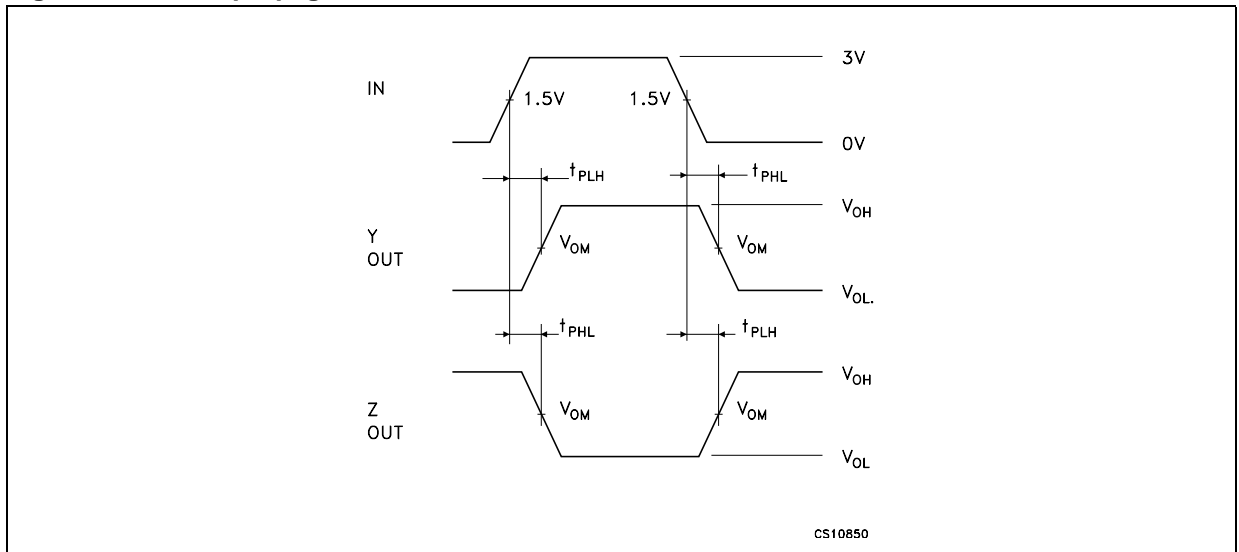 3V
IN
1.5V 1.5V
0V
tPLH tPHL
VOH
Y
OUT
VOM VOM
VOL.
tPHL tPLH
VOH
Z
OUT
VOM VOM
VOL
CS10850